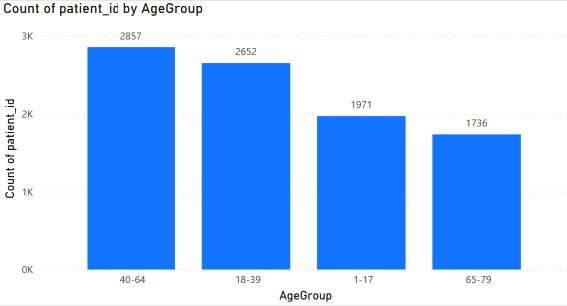 Count of patient_id by AgeGroup
Count of patient_id
3K
2K
1K
0K
2857
2652
1971
1736
40-64
18-39
1-17
65-79
AgeGroup